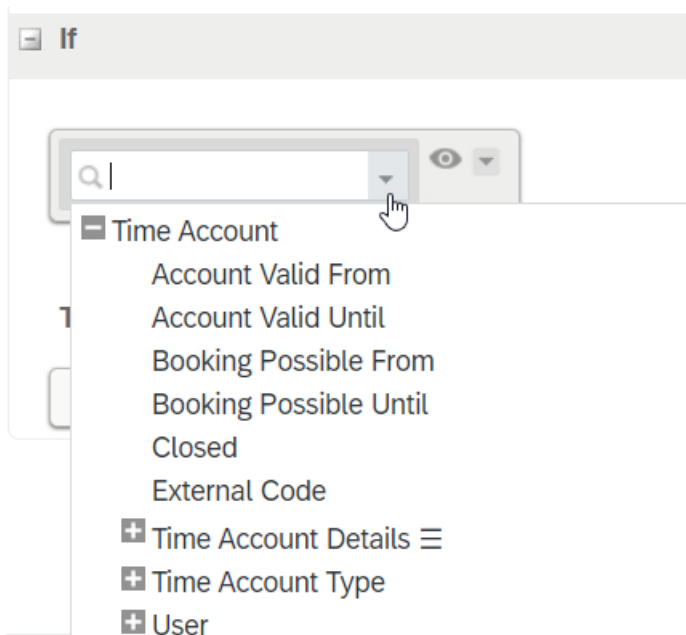 If
Time Account
Account Valid From
Account Valid Until
Booking Possible From
Booking Possible Until
Closed
External Code
Time Account Details
Time Account Type
User